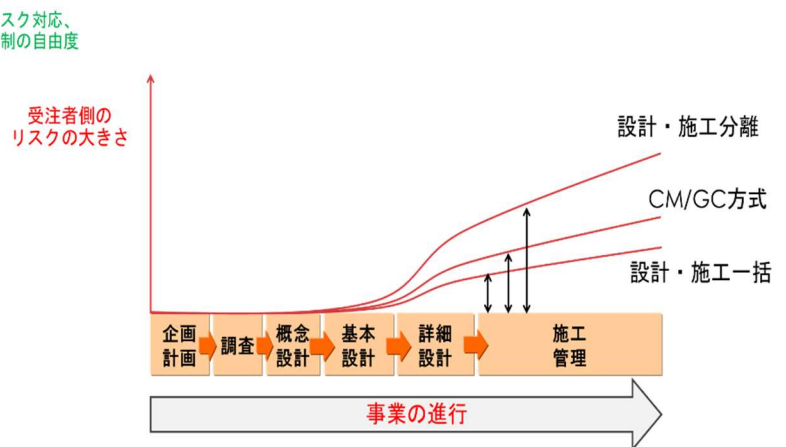 スク対応、
制の自由度
受注者側の
リスクの大きさ
設計・施工分離
CM/GC方式
設計・施工一括
企画
計画
調査
概念
設計
基本
設計
詳細
設計
施工
管理
事業の進行